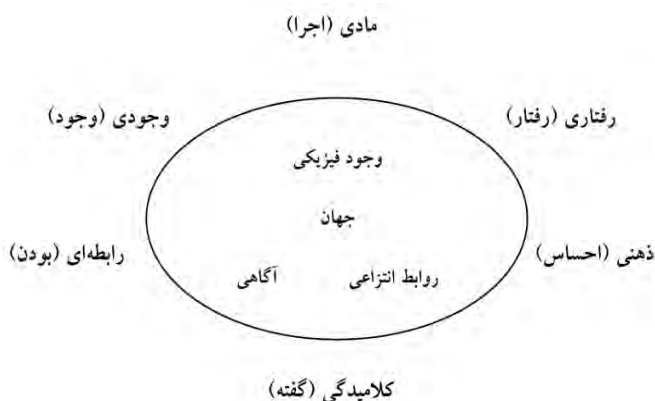 مادی (اجرا)
رفتاری (رفتار)
وجودی (وجود)
وجود فیزیکی
جهان
ذهنی (احساس)
رابطه‌ای (بودن)
روابط انتزاعی
آگاهی
کلامیدگی (گفته)